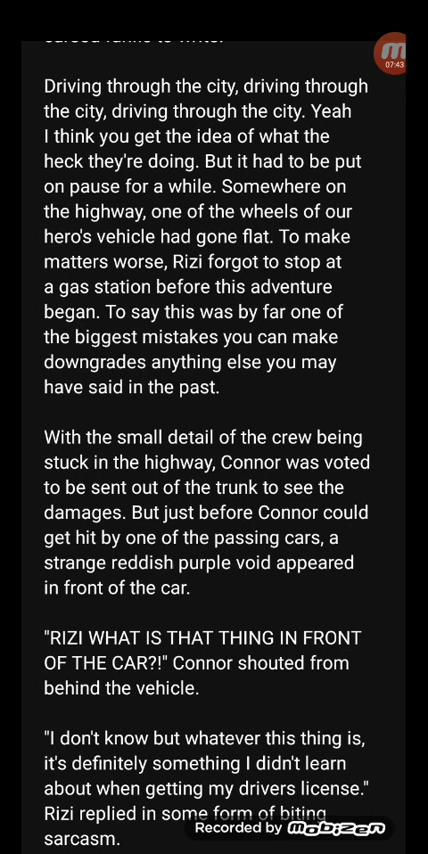 Driving through the city, driving through
the city, driving through the city. Yeah
I think you get the idea of what the
heck they're doing. But it had to be put
on pause for a while. Somewhere on
the highway, one of the wheels of our
hero's vehicle had gone flat. To make
matters worse, Rizi forgot to stop at
a gas station before this adventure
began. To say this was by far one of
the biggest mistakes you can make
downgrades anything else you may
have said in the past.
With the small detail of the crew being
stuck in the highway, Connor was voted
to be sent out of the trunk to see the
damages. But just before Connor could
get hit by one of the passing cars, a
strange reddish purple void appeared
in front of the car.
"RIZI WHAT IS THAT THING IN FRONT
OF THE CAR?!" Connor shouted from
behind the vehicle.
"I don't know but whatever this thing is,
it's definitely something I didn't learn
about when getting my drivers license."
Rizi replied in some form of biting
sarcasm.
07:43
Recorded by mobizen